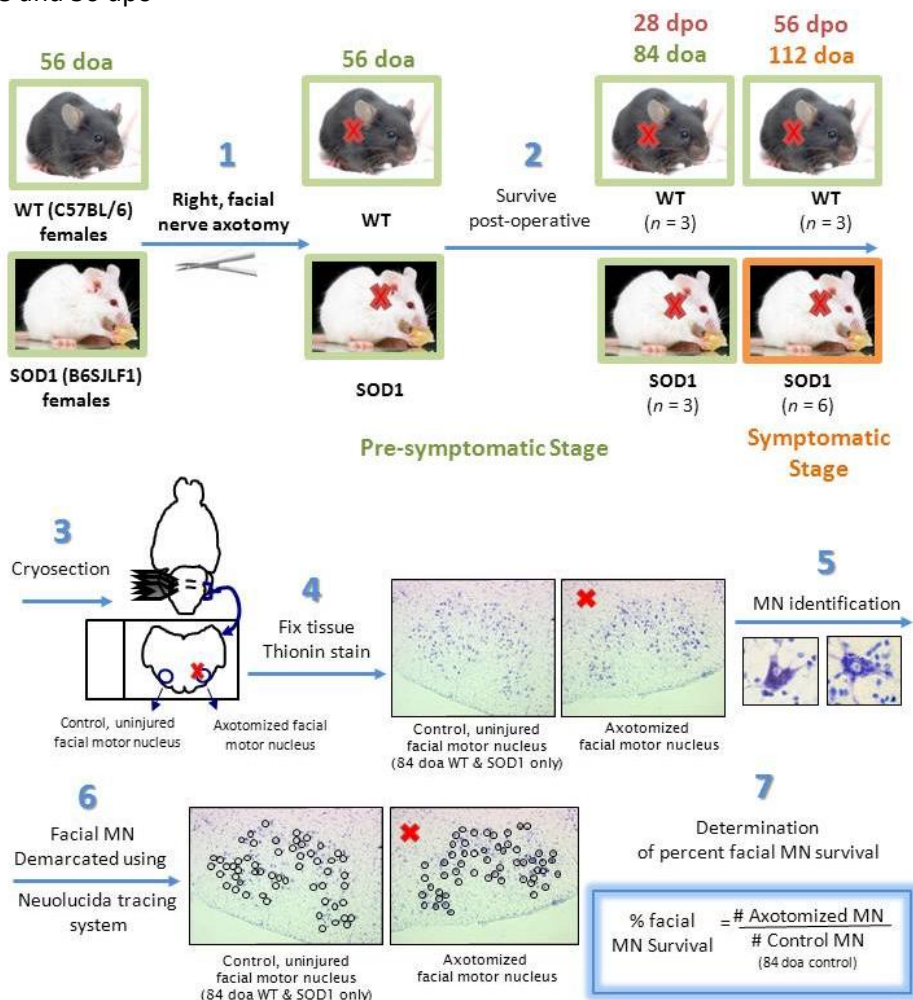 56 doa
56 doa
28 dpo
84 doa
56 dpo
112 doa
1
2
WT (C57BL/6)
females
Right, facial
nerve axotomy
WT
Survive
post-operative
WT
(n = 3)
WT
(n = 3)
SOD1 (B6SJLF1)
females
SOD1
SOD1
(n = 3)
SOD1
(n = 6)
Pre-symptomatic Stage
Symptomatic
Stage
3
Cryosection
4
Fix tissue
Thionin stain
5
MN identification
Control, uninjured
facial motor nucleus
Axotomized facial
motor nucleus
Control, uninjured
facial motor nucleus
(84 doa WT & SOD1 only)
Axotomized
facial motor nucleus
6
Facial MN
Demarcated using
Neuolucida tracing
system
Control, uninjured
facial motor nucleus
(84 doa WT & SOD1 only)
Axotomized
facial motor nucleus
7
Determination
of percent facial MN survival
% facial
MN Survival
= # Axotomized MN
# Control MN
(84 doa control)